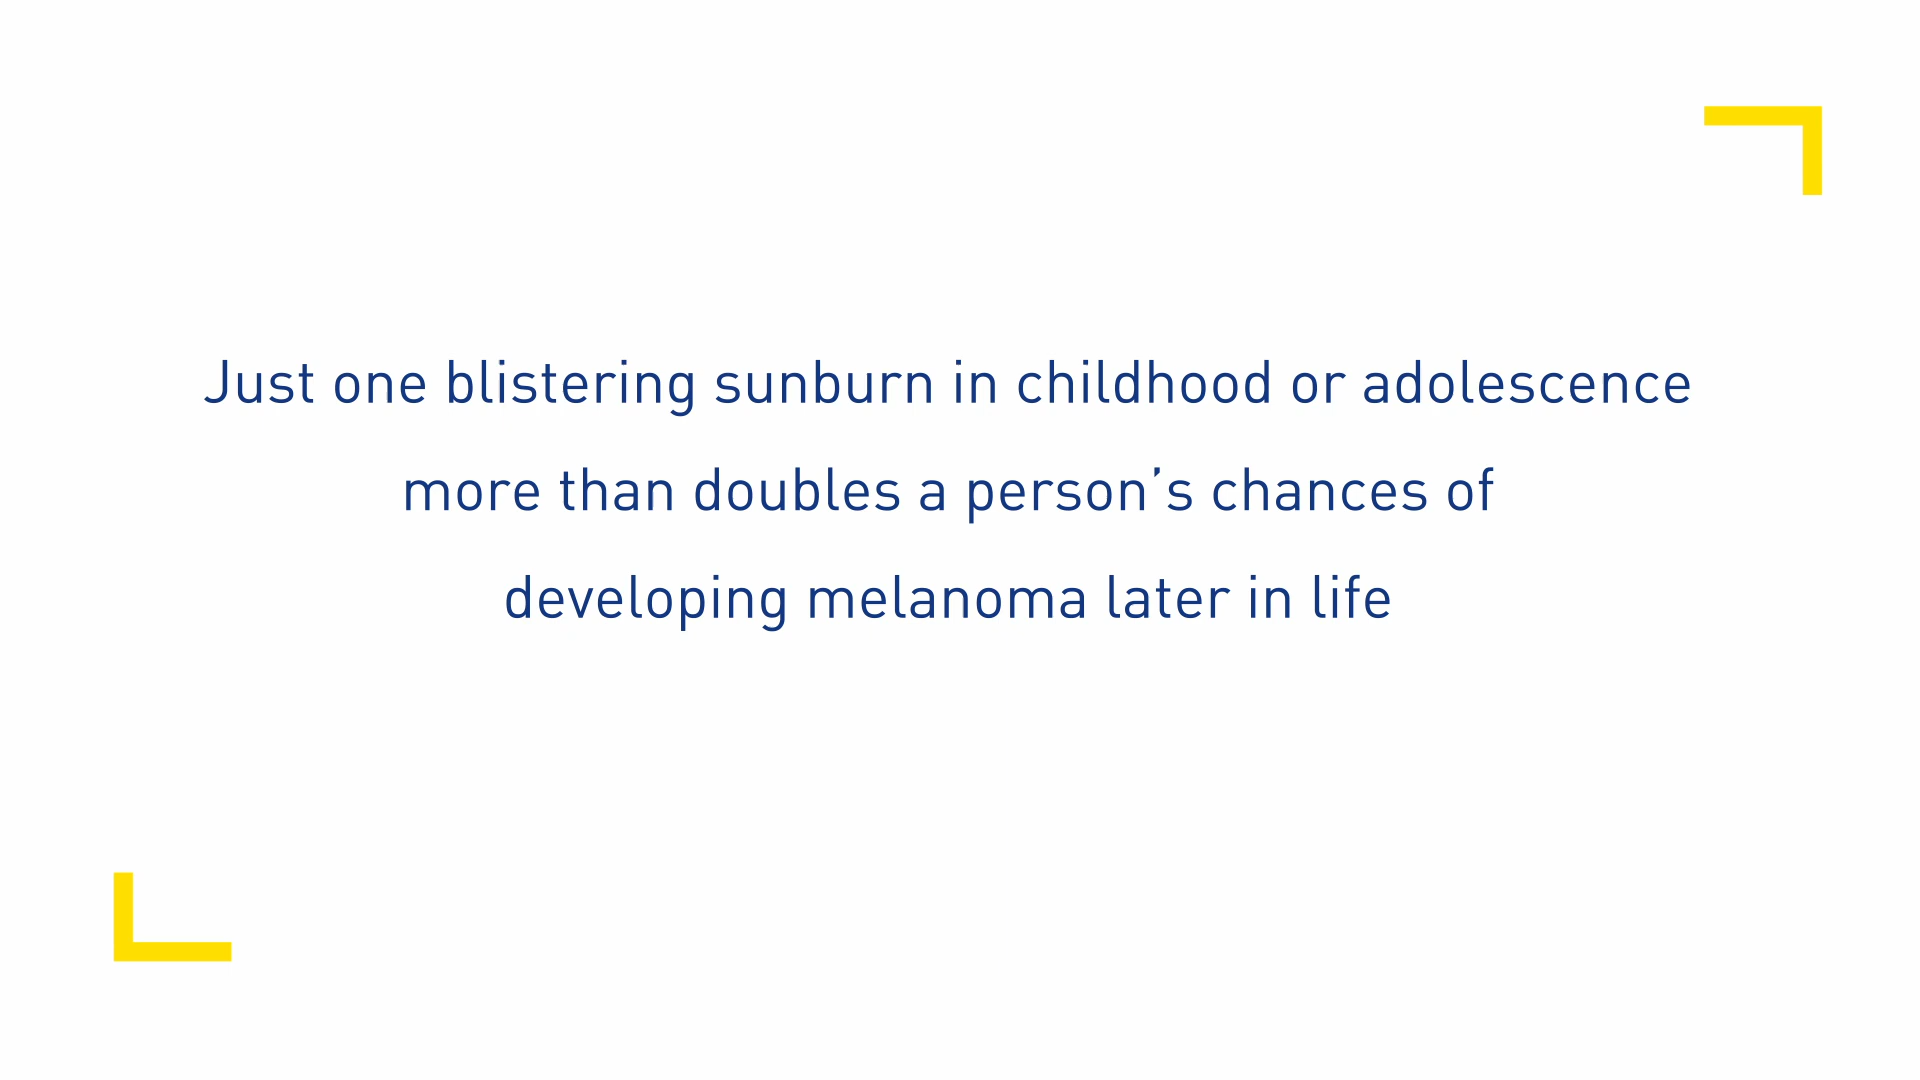 Just one blistering sunburn in childhood or adolescence
more than doubles a person’s chances of
developing melanoma later in life